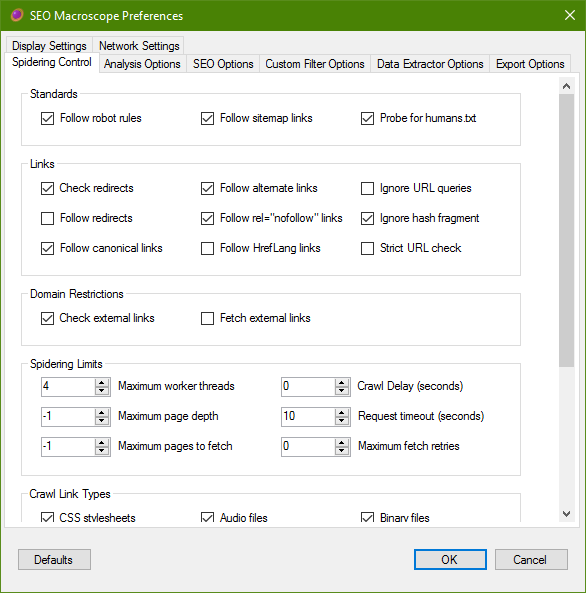 SEO Macroscope Preferences
Display Settings Network Settings
Spidering Control Analysis Options SEO Options Custom Filter Options Data Extractor Options Export Options
Standards
Follow robot rules Follow sitemap links Probe for humans.txt
Links
Check redirects Follow alternate links Ignore URL queries
Follow redirects Follow rel="nofollow" links Ignore hash fragment
Follow canonical links Follow HrefLang links Strict URL check
Domain Restrictions
Check external links Fetch external links
Spidering Limits
4 Maximum worker threads 0 Crawl Delay (seconds)
-1 Maximum page depth 10 Request timeout (seconds)
-1 Maximum pages to fetch 0 Maximum fetch retries
Crawl Link Types
CSS stylesheets Audio files Binary files
Defaults OK Cancel